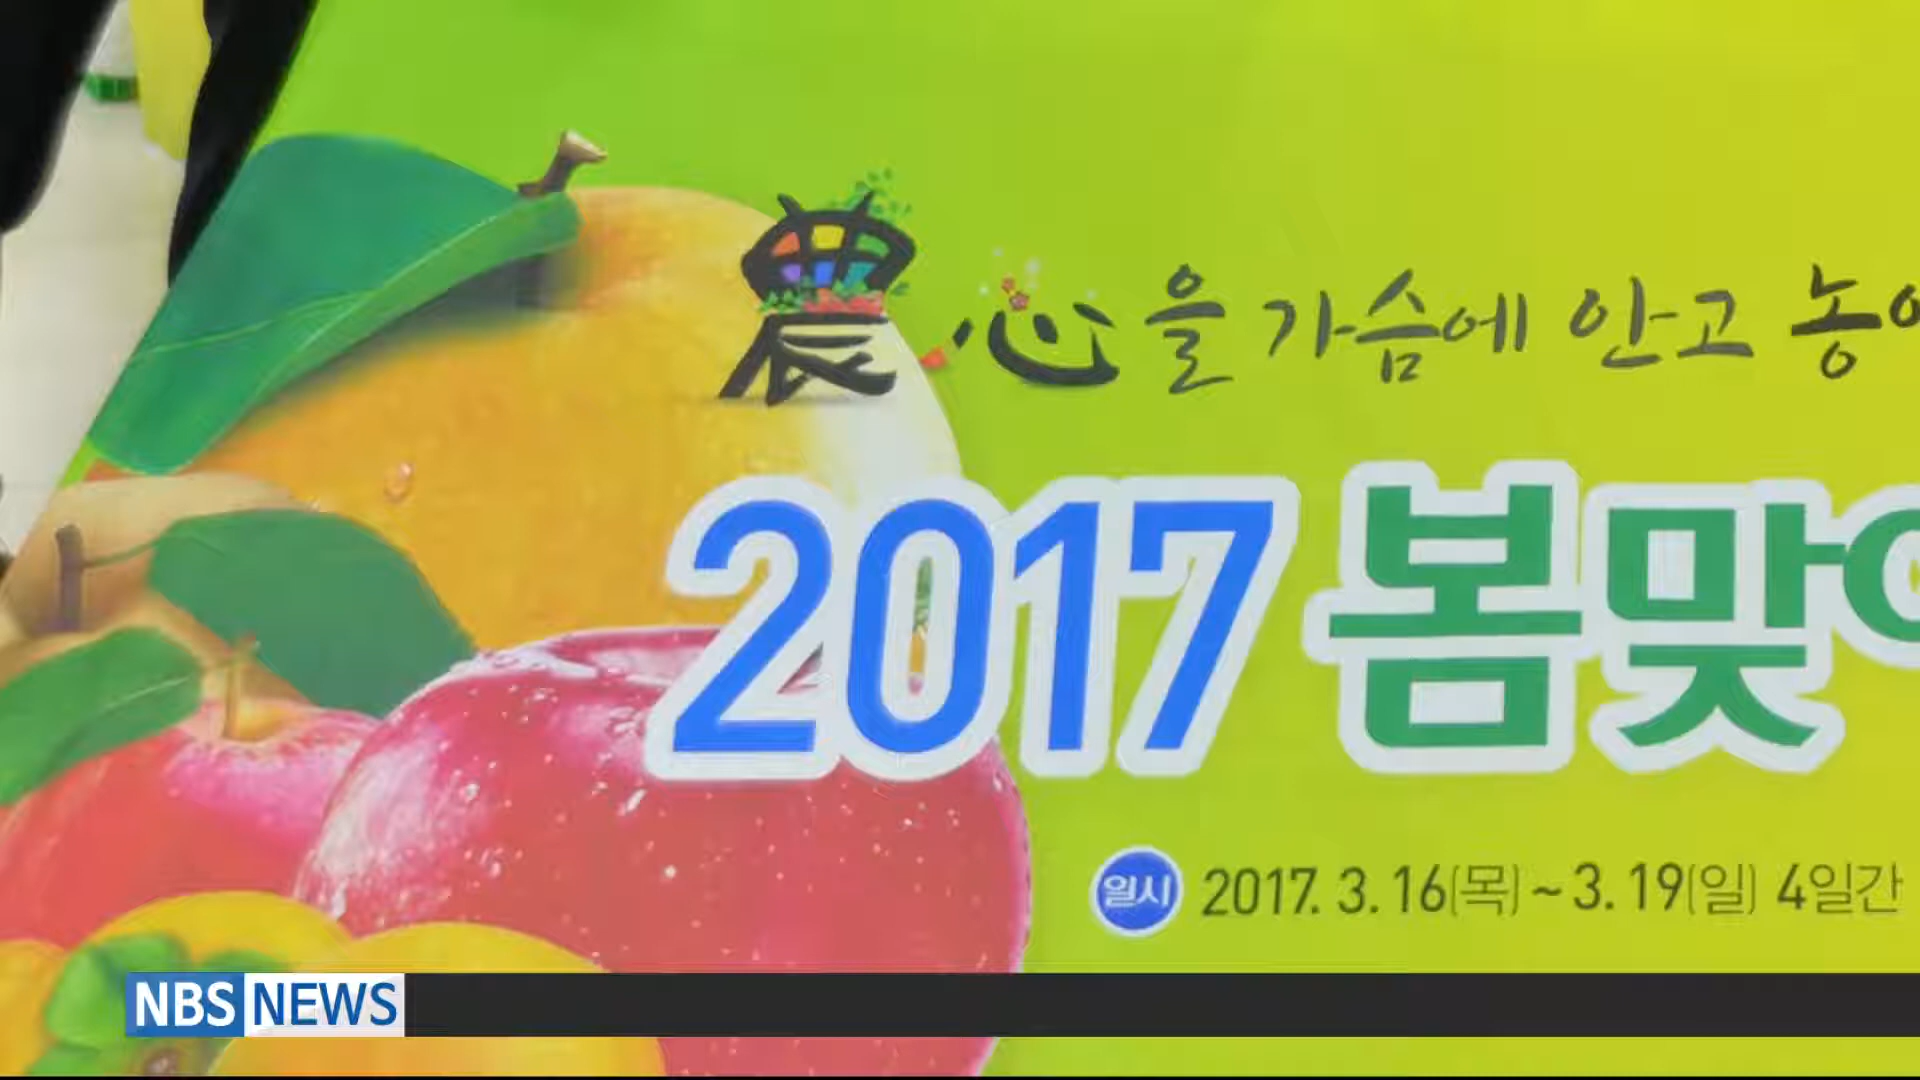 農心을 가슴에 안고
2017 봄맞
일시 2017. 3. 16(목) ~ 3. 19(일) 4일간
NBS NEWS